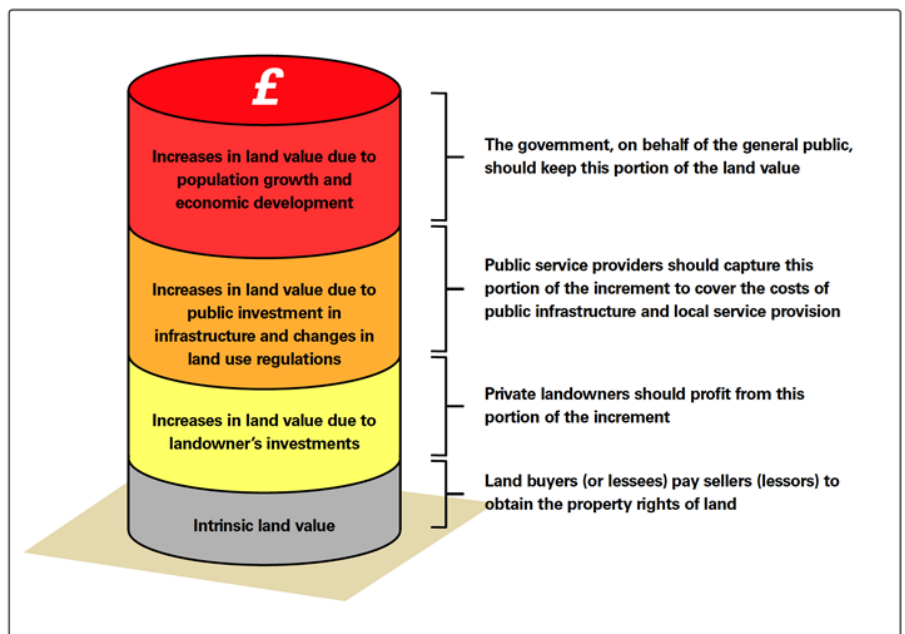 £
Increases in land value due to
population growth and
economic development
The government, on behalf of the general public,
should keep this portion of the land value
Increases in land value due to
public investment in
infrastructure and changes in
land use regulations
Public service providers should capture this
portion of the increment to cover the costs of
public infrastructure and local service provision
Increases in land value due to
landowner's investments
Private landowners should profit from this
portion of the increment
Intrinsic land value
Land buyers (or lessees) pay sellers (lessors) to
obtain the property rights of land